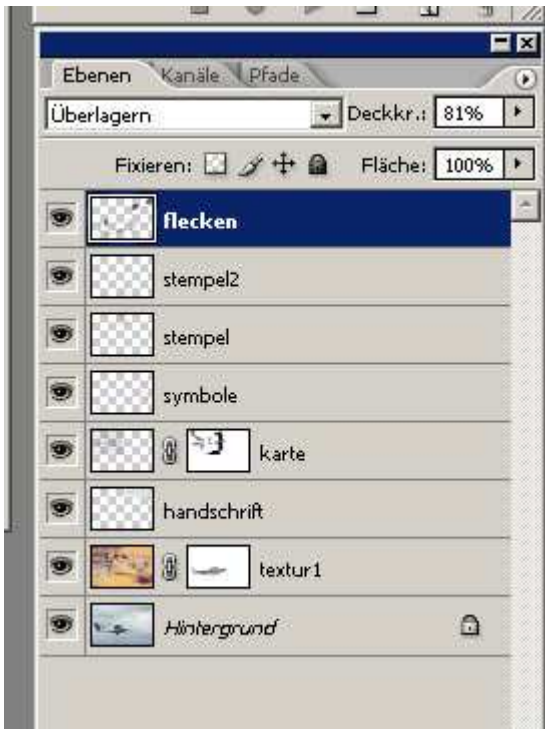 Ebenen Kanäle Pfade
Überlagern Deckkr.: 81%
Fixieren: Fläche: 100%
flecken
stempel2
stempel
symbole
karte
handschrift
textur1
Hintergrund